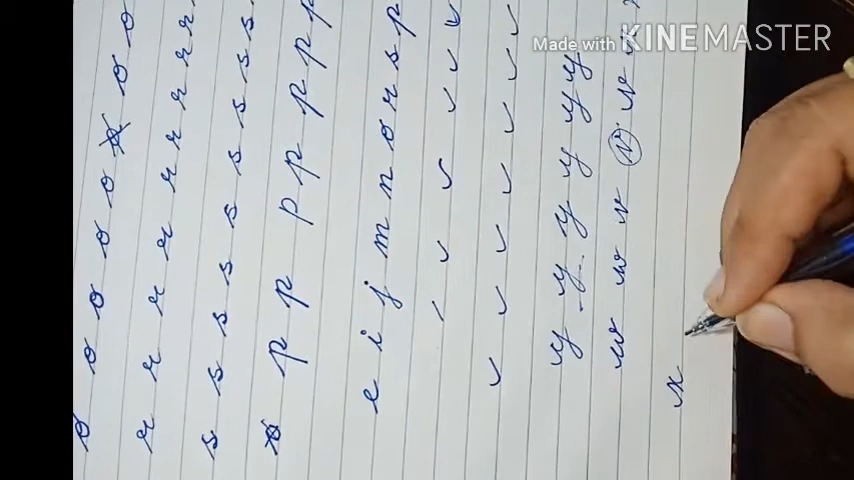 o o o o o o o o
r r r r r r r r r
s s s s s s s s s
p p p p p p p
e i j m n o r s p
y y y y y y
w w v v v
x
Made with KINEMASTER